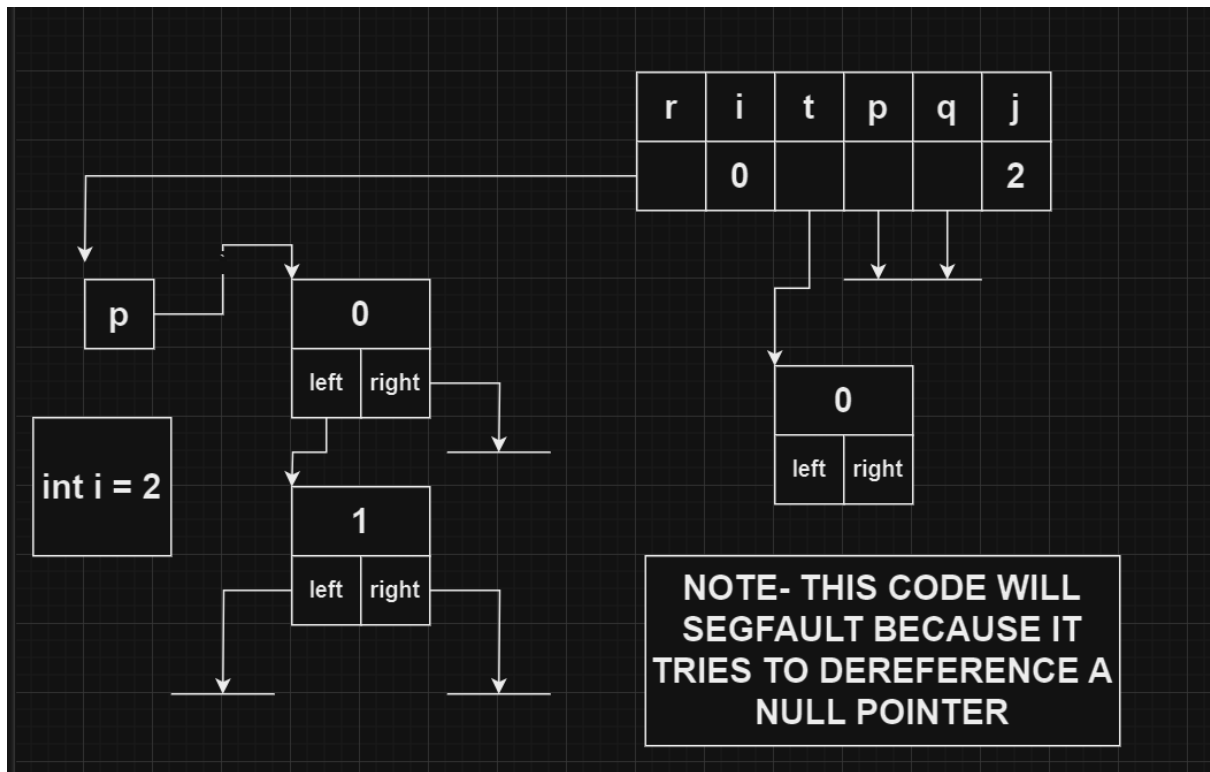 r i t p q j
0 2
p
0
left right
int i = 2
1
left right
0
left right
NOTE- THIS CODE WILL
SEGFAULT BECAUSE IT
TRIES TO DEREFERENCE A
NULL POINTER